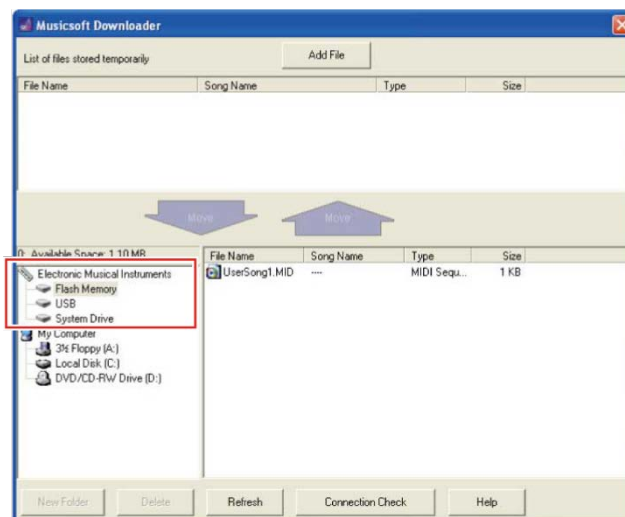 Musicsoft Downloader
List of files stored temporarily
Add File
File Name Song Name Type Size
Move Move
Available Space: 1.10 MB
File Name Song Name Type Size
Electronic Musical Instruments
UserSong1.MID ---- MIDI Sequ... 1 KB
Flash Memory
USB
System Drive
My Computer
3½ Floppy (A:)
Local Disk (C:)
DVD/CD-RW Drive (D:)
New Folder Delete Refresh Connection Check Help